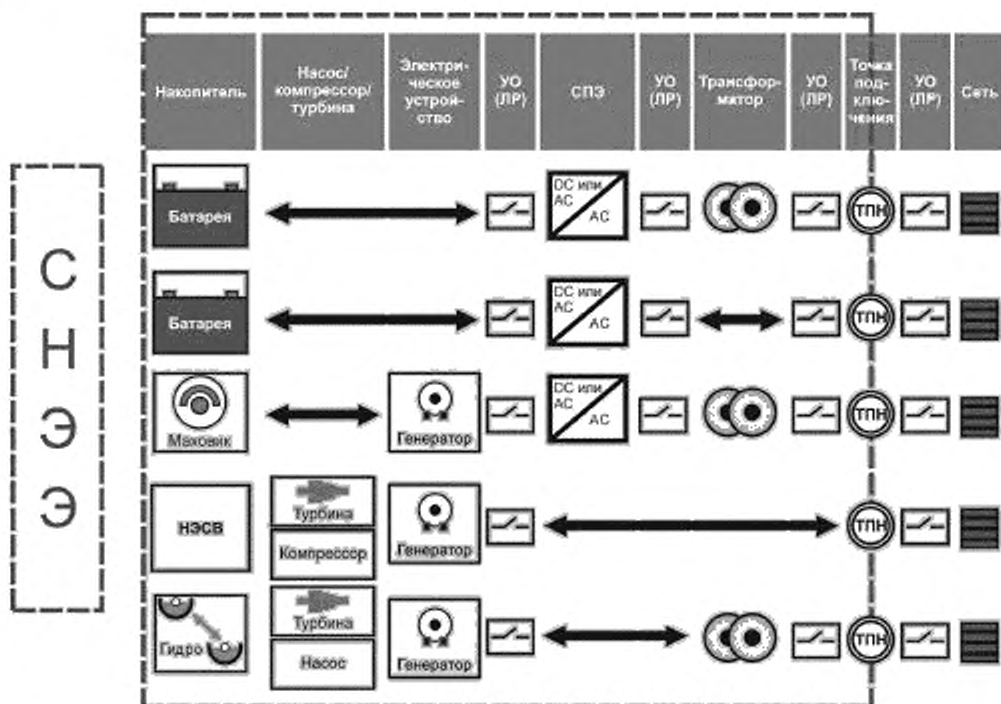 Накопитель
Насос/
компрессор/
турбина
Электри-
ческое
устрой-
ство
УО
(ЛР)
СПЭ
УО
(ЛР)
Трансфор-
матор
УО
(ЛР)
Точка
под-
клю-
чения
УО
(ЛР)
Сеть
С
Н
Э
Э
Батарея
DC или
AC
AC
ТПН
Батарея
DC или
AC
AC
ТПН
Маховик
Генератор
DC или
AC
AC
ТПН
НЭСВ
Турбина
Компрессор
Генератор
ТПН
Гидро
Турбина
Насос
Генератор
ТПН